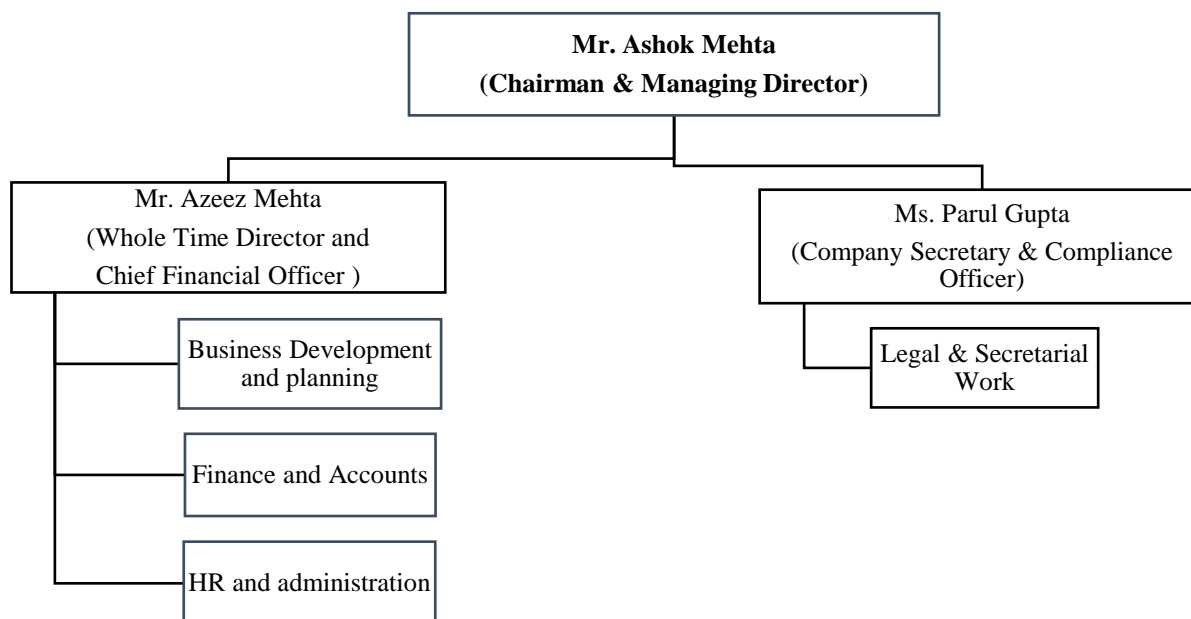 Mr. Ashok Mehta
(Chairman & Managing Director)
Mr. Azeez Mehta
(Whole Time Director and
Chief Financial Officer )
Ms. Parul Gupta
(Company Secretary & Compliance
Officer)
Business Development
and planning
Finance and Accounts
HR and administration
Legal & Secretarial
Work